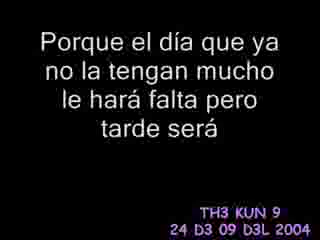 Porque el día que ya
no la tengan mucho
le hará falta pero
tarde será
TH3 KUN 9
24 D3 09 D3L 2004